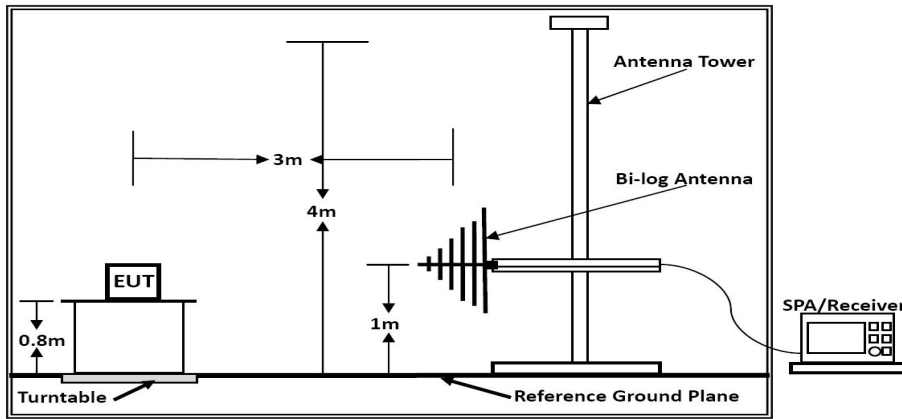 Antenna Tower
3m
Bi-log Antenna
4m
EUT
SPA/Receiver
0.8m
1m
Turntable
Reference Ground Plane